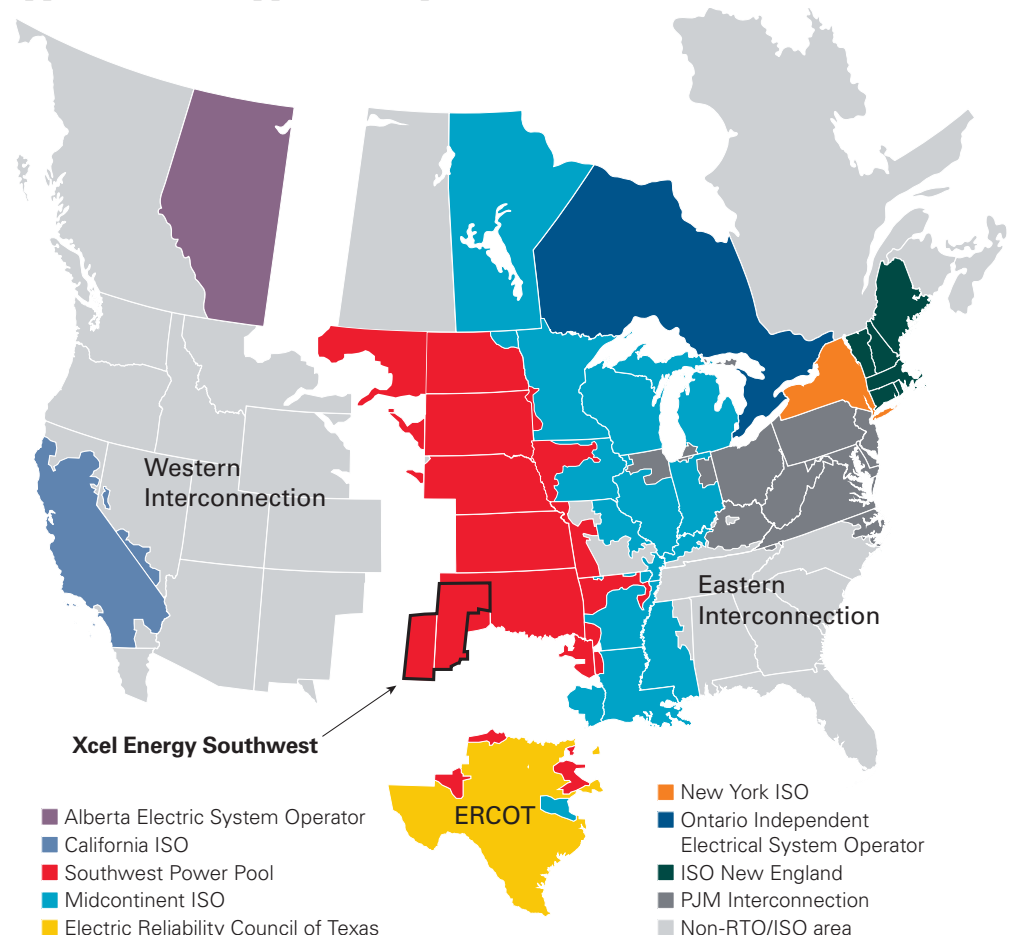 Western
Interconnection
Eastern
Interconnection
Xcel Energy Southwest
ERCOT
Alberta Electric System Operator
California ISO
Southwest Power Pool
Midcontinent ISO
Electric Reliability Council of Texas
New York ISO
Ontario Independent
Electrical System Operator
ISO New England
PJM Interconnection
Non-RTO/ISO area